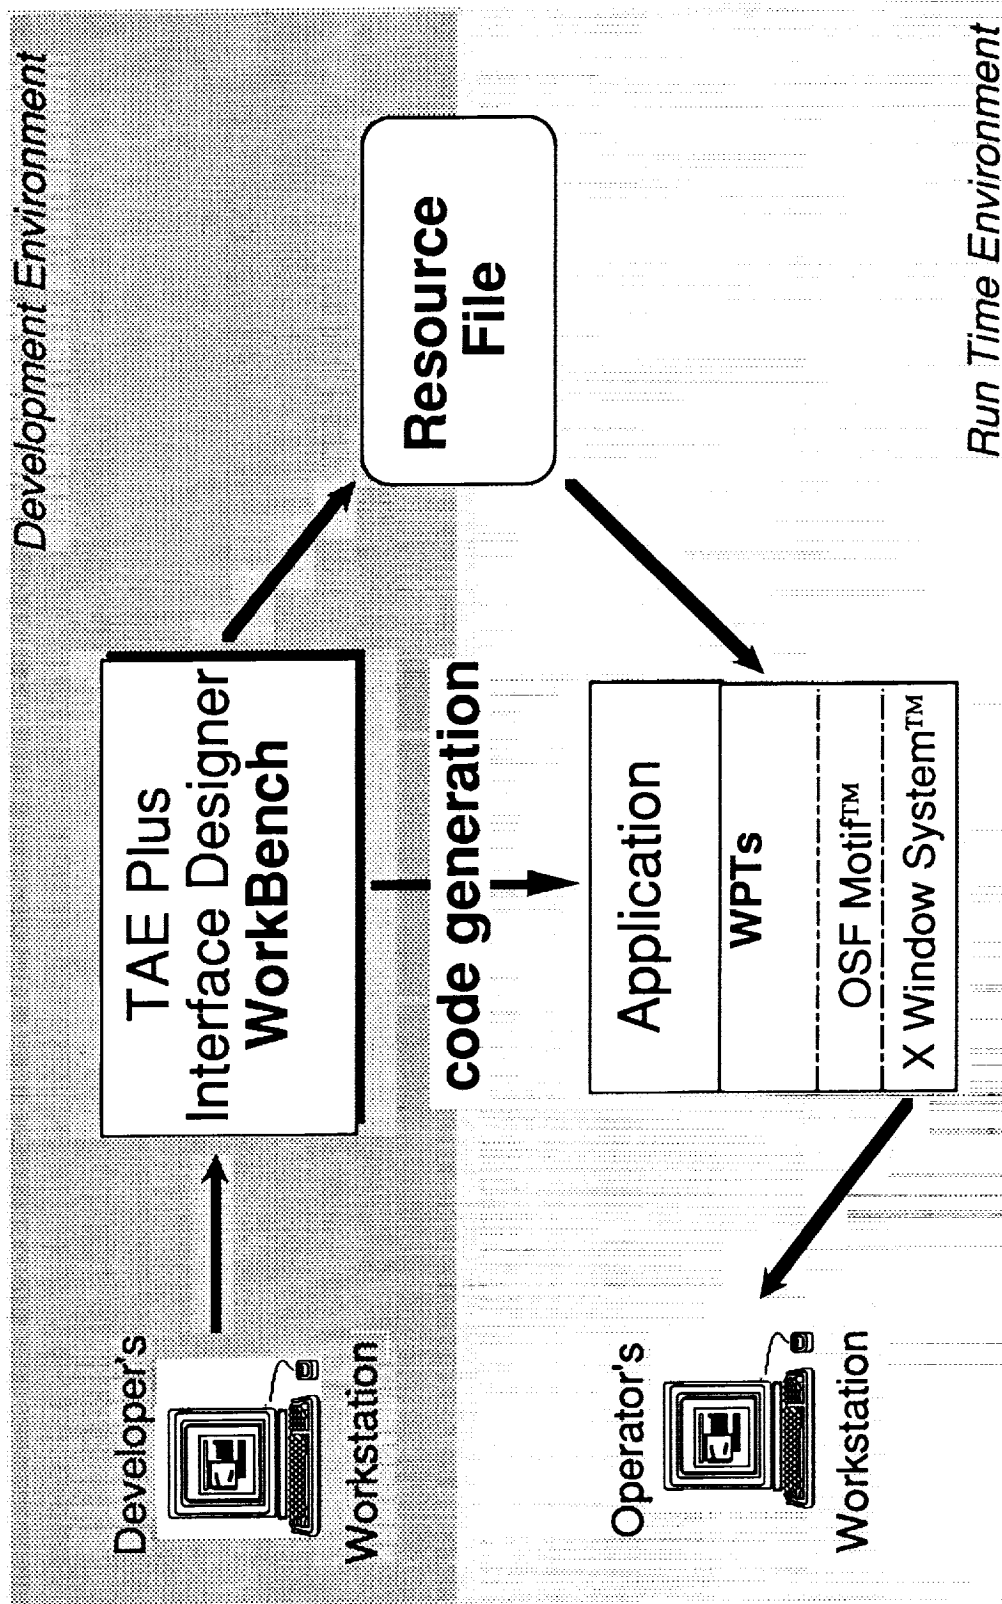 Development Environment
Developer's
Workstation
TAE Plus
Interface Designer
WorkBench
Resource
File
code generation
Operator's
Workstation
Application
WPTs
OSF Motif™
X Window System™
Run Time Environment